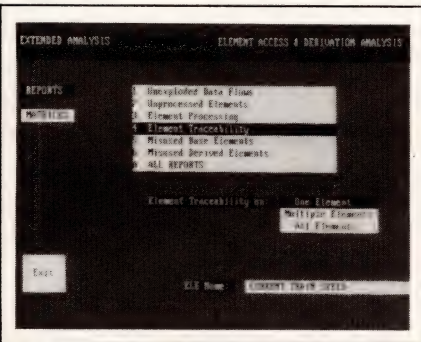 EXTENDED ANALYSIS
ELEMENT ACCESS & DERIVATION ANALYSIS
REPORTS
MATRICES
1 Unexploded Data Flows
2 Unprocessed Elements
3 Element Processing
4 Element Traceability
5 Misused Base Elements
6 Misused Derived Elements
ALL REPORTS
Element Traceability on:
One Element
Multiple Elements
All Element
Exit
ELE Name
CURRENT TRAIN SPEED